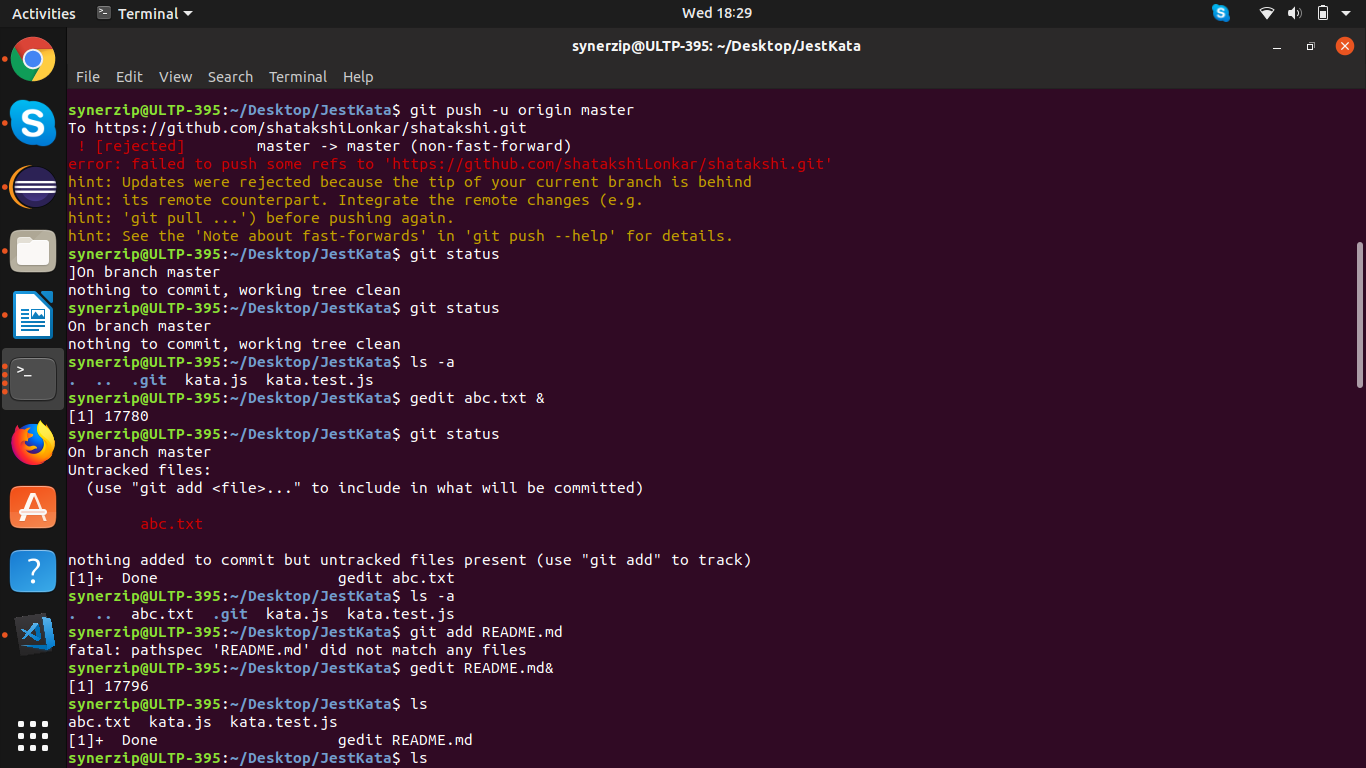 Activities Terminal Wed 18:29
synerzip@ULTP-395: ~/Desktop/JestKata
File Edit View Search Terminal Help
synerzip@ULTP-395:~/Desktop/JestKata$ git push -u origin master
To https://github.com/shatakshiLonkar/shatakshi.git
 ! [rejected]        master -> master (non-fast-forward)
error: failed to push some refs to 'https://github.com/shatakshiLonkar/shatakshi.git'
hint: Updates were rejected because the tip of your current branch is behind
hint: its remote counterpart. Integrate the remote changes (e.g.
hint: 'git pull ...') before pushing again.
hint: See the 'Note about fast-forwards' in 'git push --help' for details.
synerzip@ULTP-395:~/Desktop/JestKata$ git status
]On branch master
nothing to commit, working tree clean
synerzip@ULTP-395:~/Desktop/JestKata$ git status
On branch master
nothing to commit, working tree clean
synerzip@ULTP-395:~/Desktop/JestKata$ ls -a
.  ..  .git  kata.js  kata.test.js
synerzip@ULTP-395:~/Desktop/JestKata$ gedit abc.txt &
[1] 17780
synerzip@ULTP-395:~/Desktop/JestKata$ git status
On branch master
Untracked files:
  (use "git add <file>..." to include in what will be committed)
        abc.txt
nothing added to commit but untracked files present (use "git add" to track)
[1]+  Done                    gedit abc.txt
synerzip@ULTP-395:~/Desktop/JestKata$ ls -a
.  ..  abc.txt  .git  kata.js  kata.test.js
synerzip@ULTP-395:~/Desktop/JestKata$ git add README.md
fatal: pathspec 'README.md' did not match any files
synerzip@ULTP-395:~/Desktop/JestKata$ gedit README.md&
[1] 17796
synerzip@ULTP-395:~/Desktop/JestKata$ ls
abc.txt  kata.js  kata.test.js
[1]+  Done                    gedit README.md
synerzip@ULTP-395:~/Desktop/JestKata$ ls